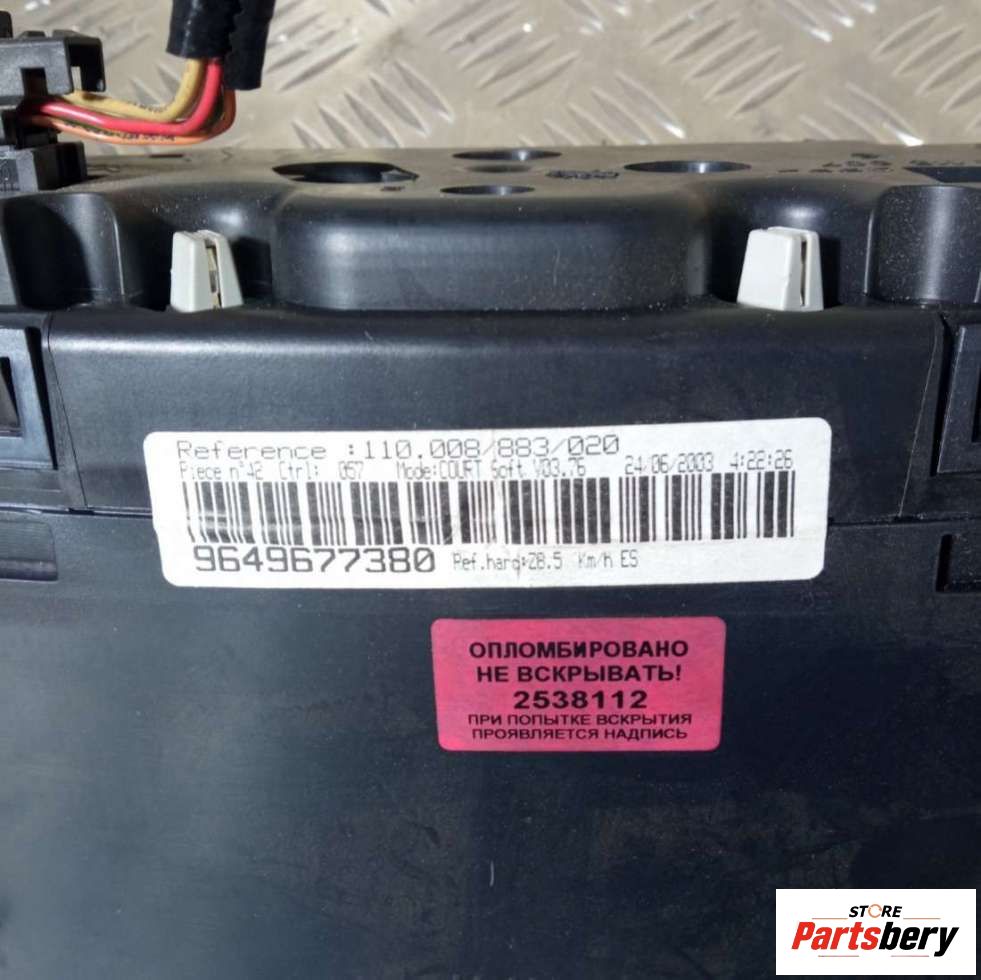 Reference :110.008/883/020
Piece n°42 Ctrl: 057 Mode:COURT Soft V03.76 24/06/2003 4:22:26
9649677380 Ref.hard:28.5 Km/h ES
ОПЛОМБИРОВАНО
НЕ ВСКРЫВАТЬ!
2538112
ПРИ ПОПЫТКЕ ВСКРЫТИЯ
ПРОЯВЛЯЕТСЯ НАДПИСЬ
STORE
Partsbery